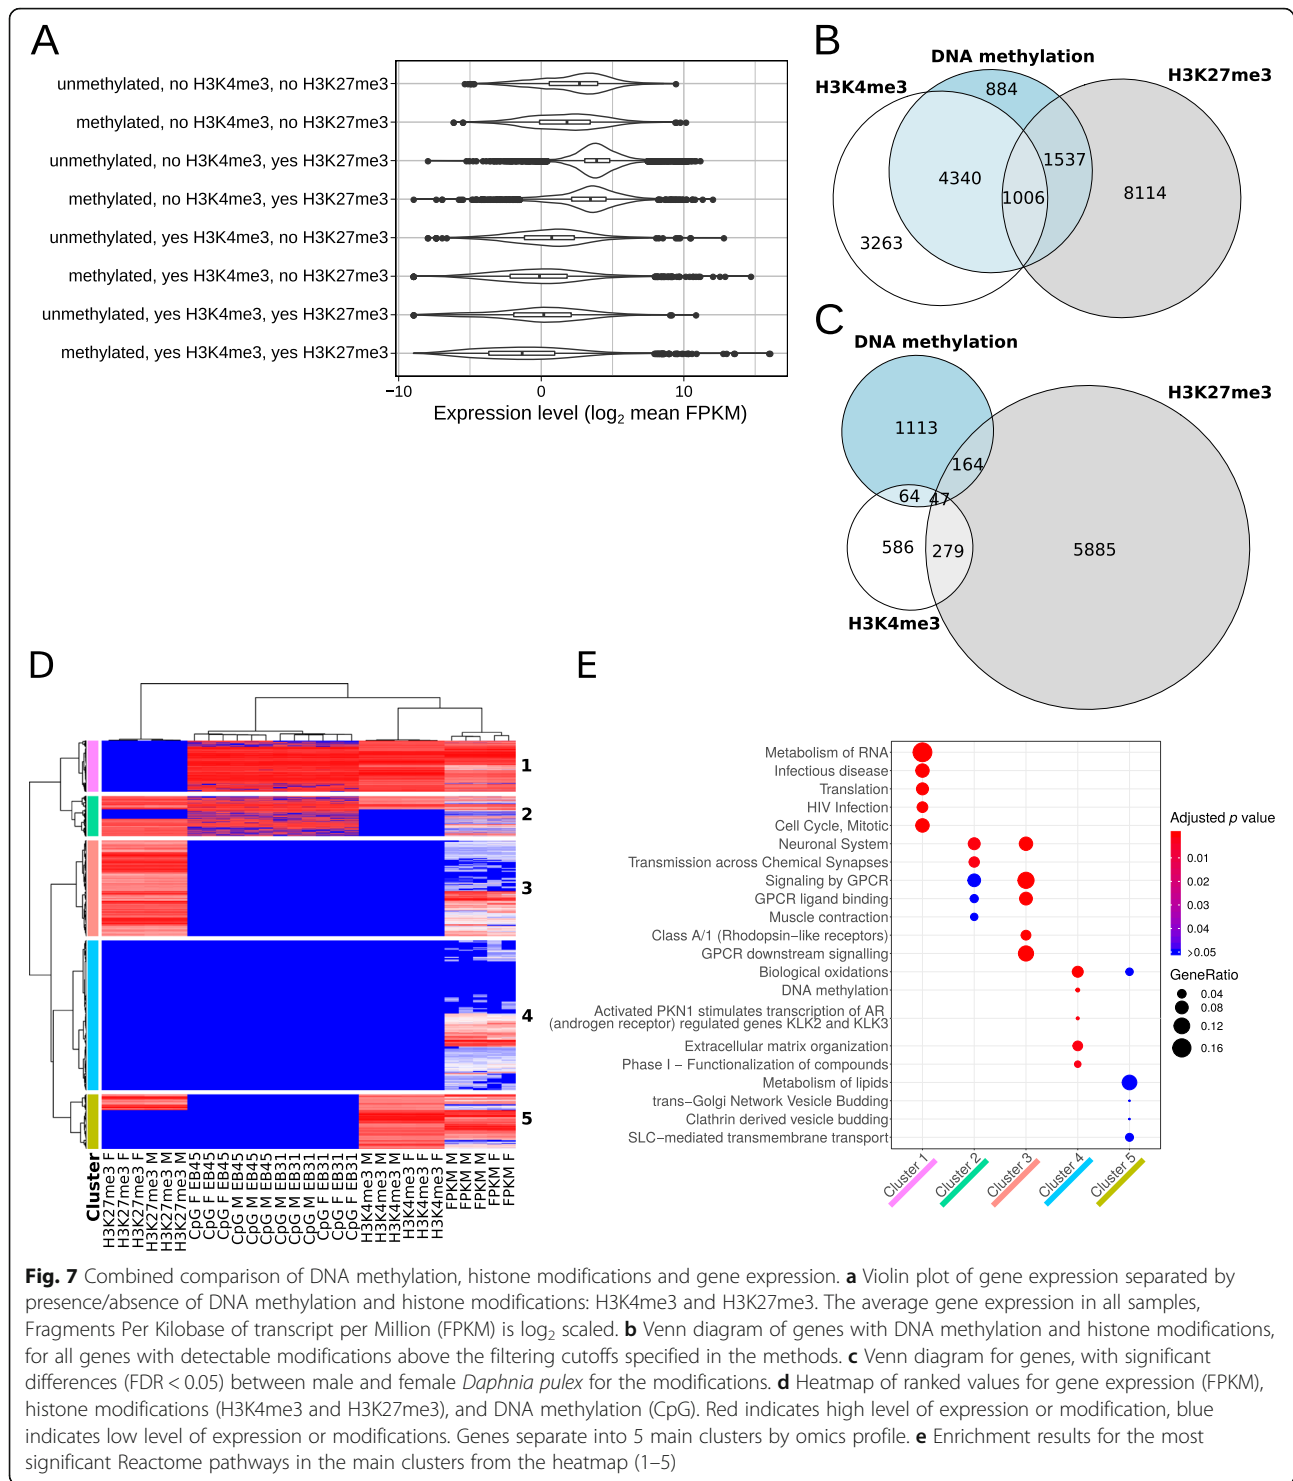 A
unmethylated, no H3K4me3, no H3K27me3
methylated, no H3K4me3, no H3K27me3
unmethylated, no H3K4me3, yes H3K27me3
methylated, no H3K4me3, yes H3K27me3
unmethylated, yes H3K4me3, no H3K27me3
methylated, yes H3K4me3, no H3K27me3
unmethylated, yes H3K4me3, yes H3K27me3
methylated, yes H3K4me3, yes H3K27me3
−10 0 10
Expression level (log2 mean FPKM)
B
DNA methylation
H3K4me3
H3K27me3
884
4340
1537
1006
8114
3263
C
DNA methylation
H3K27me3
1113
164
64
47
586
279
5885
H3K4me3
D
1
2
3
4
5
Cluster
H3K27me3 F
H3K27me3 F
H3K27me3 F
H3K27me3 M
H3K27me3 M
H3K27me3 M
CpG F EB45
CpG F EB45
CpG F EB45
CpG M EB45
CpG M EB45
CpG M EB45
CpG M EB31
CpG M EB31
CpG M EB31
CpG F EB31
CpG F EB31
CpG F EB31
H3K4me3 M
H3K4me3 M
H3K4me3 M
H3K4me3 F
H3K4me3 F
H3K4me3 F
FPKM M
FPKM M
FPKM M
FPKM F
FPKM F
E
Metabolism of RNA
Infectious disease
Translation
HIV Infection
Cell Cycle, Mitotic
Neuronal System
Transmission across Chemical Synapses
Signaling by GPCR
GPCR ligand binding
Muscle contraction
Class A/1 (Rhodopsin−like receptors)
GPCR downstream signalling
Biological oxidations
DNA methylation
Activated PKN1 stimulates transcription of AR
(androgen receptor) regulated genes KLK2 and KLK3
Extracellular matrix organization
Phase I − Functionalization of compounds
Metabolism of lipids
trans−Golgi Network Vesicle Budding
Clathrin derived vesicle budding
SLC−mediated transmembrane transport
Cluster 1
Cluster 2
Cluster 3
Cluster 4
Cluster 5
Adjusted p value
0.01
0.02
0.03
0.04
>0.05
GeneRatio
0.04
0.08
0.12
0.16
Fig. 7 Combined comparison of DNA methylation, histone modifications and gene expression. a Violin plot of gene expression separated by
presence/absence of DNA methylation and histone modifications: H3K4me3 and H3K27me3. The average gene expression in all samples,
Fragments Per Kilobase of transcript per Million (FPKM) is log2 scaled. b Venn diagram of genes with DNA methylation and histone modifications,
for all genes with detectable modifications above the filtering cutoffs specified in the methods. c Venn diagram for genes, with significant
differences (FDR < 0.05) between male and female Daphnia pulex for the modifications. d Heatmap of ranked values for gene expression (FPKM),
histone modifications (H3K4me3 and H3K27me3), and DNA methylation (CpG). Red indicates high level of expression or modification, blue
indicates low level of expression or modifications. Genes separate into 5 main clusters by omics profile. e Enrichment results for the most
significant Reactome pathways in the main clusters from the heatmap (1–5)